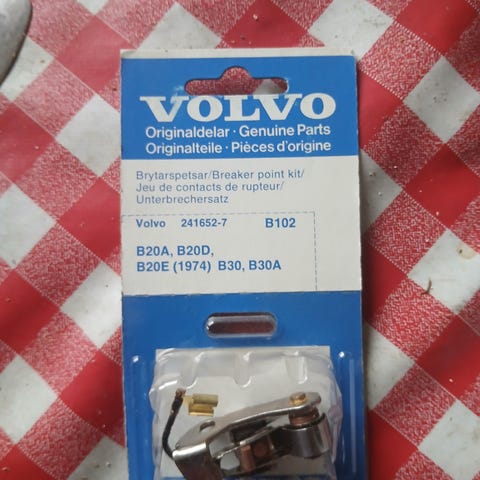 VOLVO
Originaldelar · Genuine Parts
Originalteile · Pièces d'origine
Brytarspetsar/Breaker point kit/
Jeu de contacts de rupteur/
Unterbrechersatz
Volvo 241652-7 B102
B20A, B20D,
B20E (1974) B30, B30A